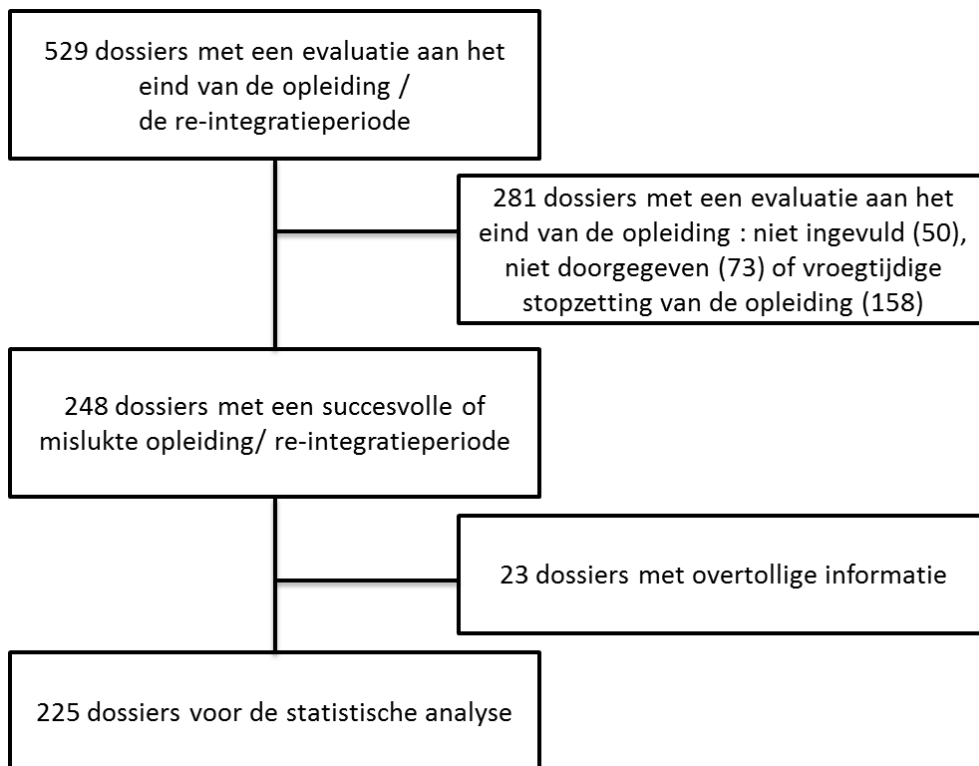 529 dossiers met een evaluatie aan het
eind van de opleiding /
de re-integratieperiode
281 dossiers met een evaluatie aan het
eind van de opleiding : niet ingevuld (50),
niet doorgegeven (73) of vroegtijdige
stopzetting van de opleiding (158)
248 dossiers met een succesvolle of
mislukte opleiding/ re-integratieperiode
23 dossiers met overtollige informatie
225 dossiers voor de statistische analyse